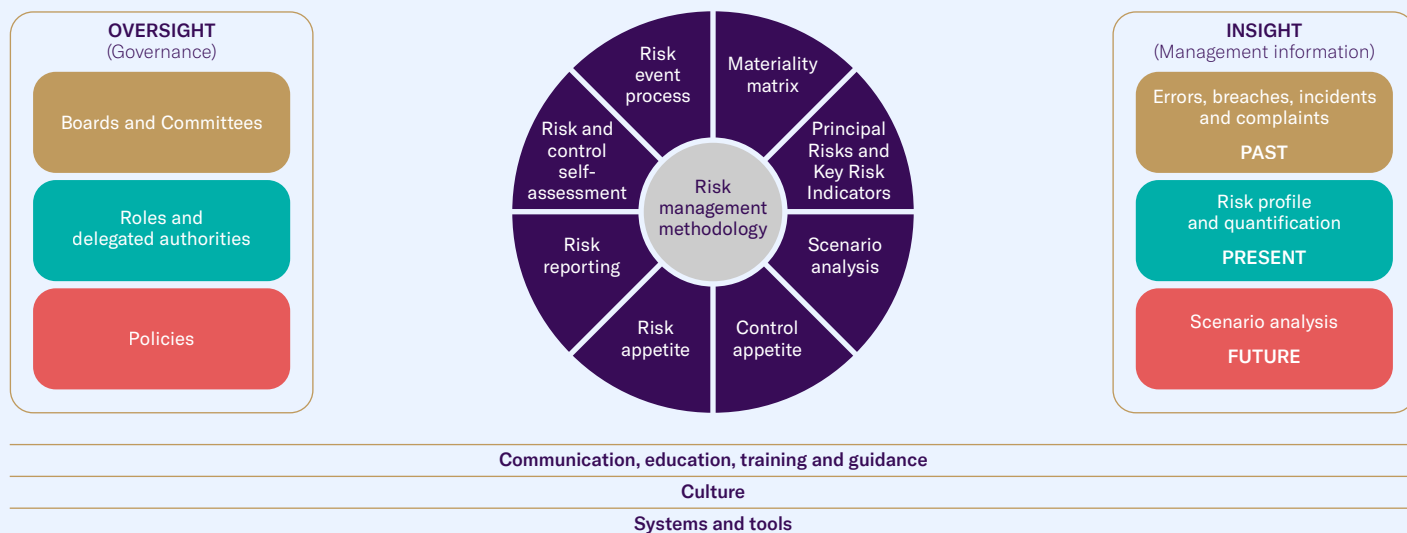 OVERSIGHT
(Governance)
Boards and Committees
Roles and
delegated authorities
Policies
Risk
event
process
Materiality
matrix
Risk and
control
self-
assessment
Principal
Risks and
Key Risk
Indicators
Risk
management
methodology
Risk
reporting
Scenario
analysis
Risk
appetite
Control
appetite
INSIGHT
(Management information)
Errors, breaches, incidents
and complaints
PAST
Risk profile
and quantification
PRESENT
Scenario analysis
FUTURE
Communication, education, training and guidance
Culture
Systems and tools